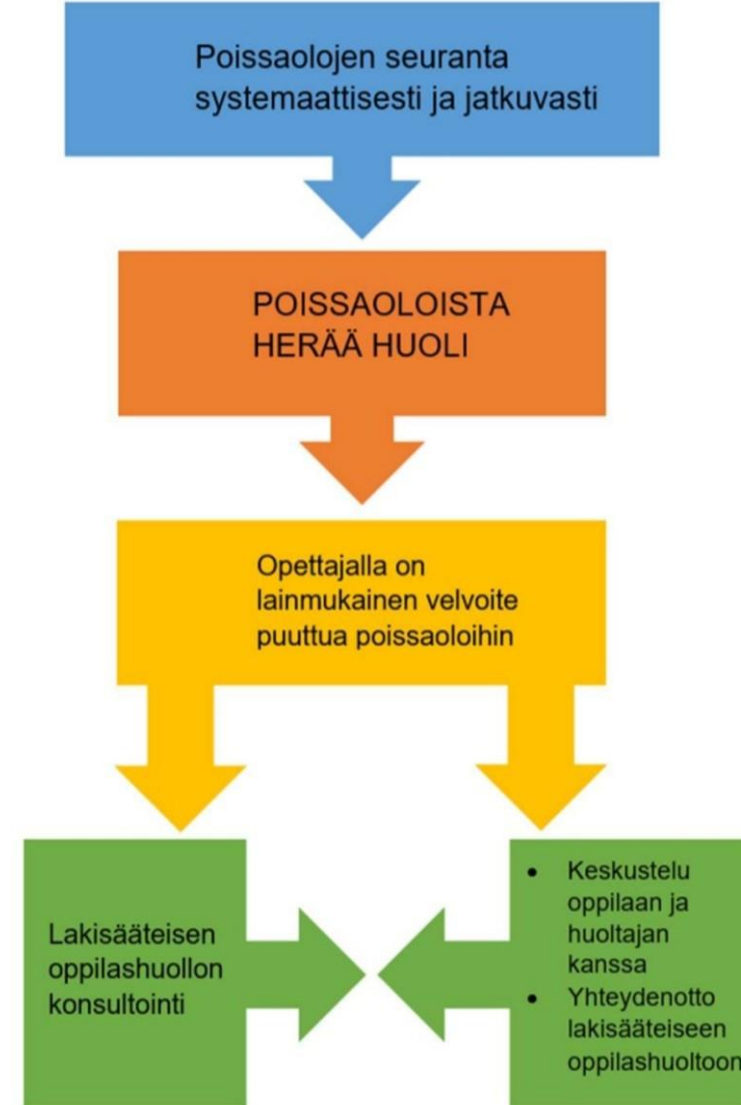 Poissaolojen seuranta
systemaattisesti ja jatkuvasti
POISSAOLOISTA
HERÄÄ HUOLI
Opettajalla on
lainmukainen velvoite
puuttua poissaoloihin
Lakisääteisen
oppilashuollon
konsultointi
• Keskustelu
oppilaan ja
huoltajan
kanssa
• Yhteydenotto
lakisääteiseen
oppilashuoltoon